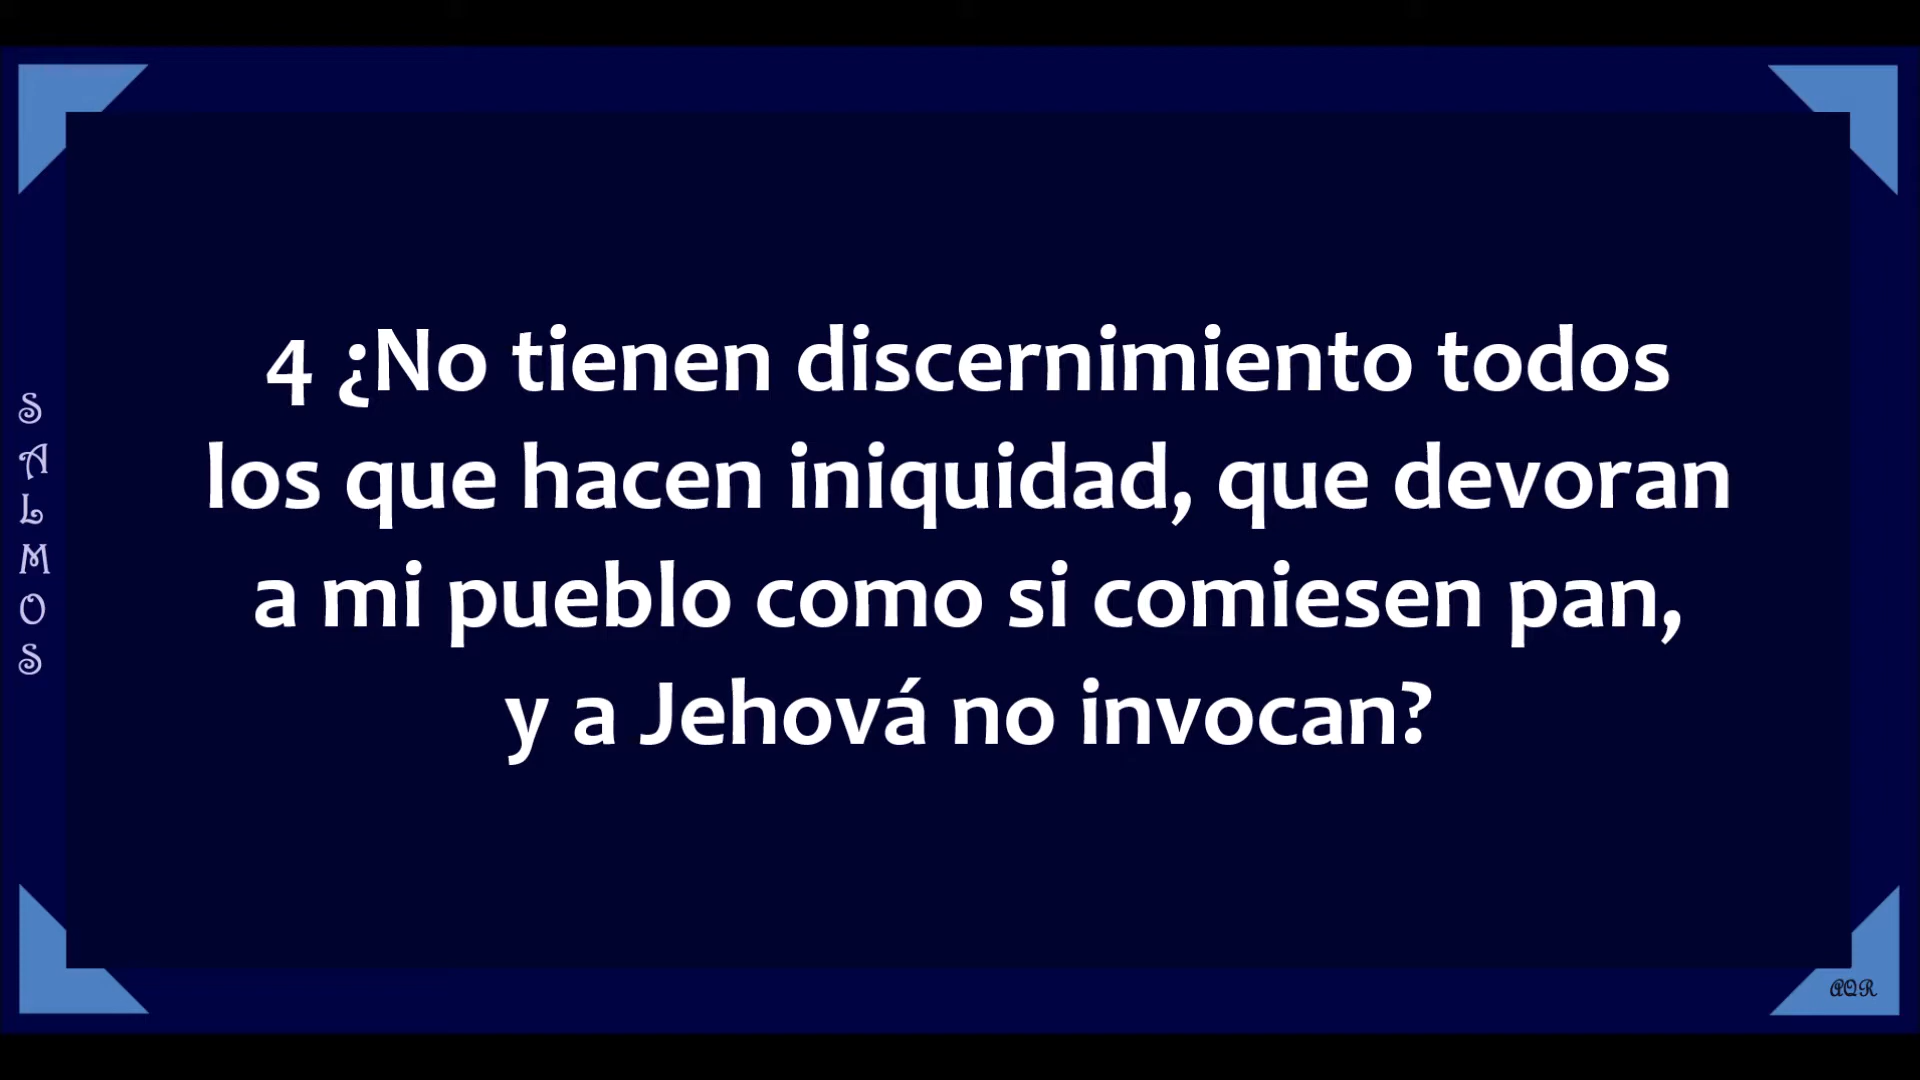 SALMOS
4 ¿No tienen discernimiento todos
los que hacen iniquidad, que devoran
a mi pueblo como si comiesen pan,
y a Jehová no invocan?
AQR